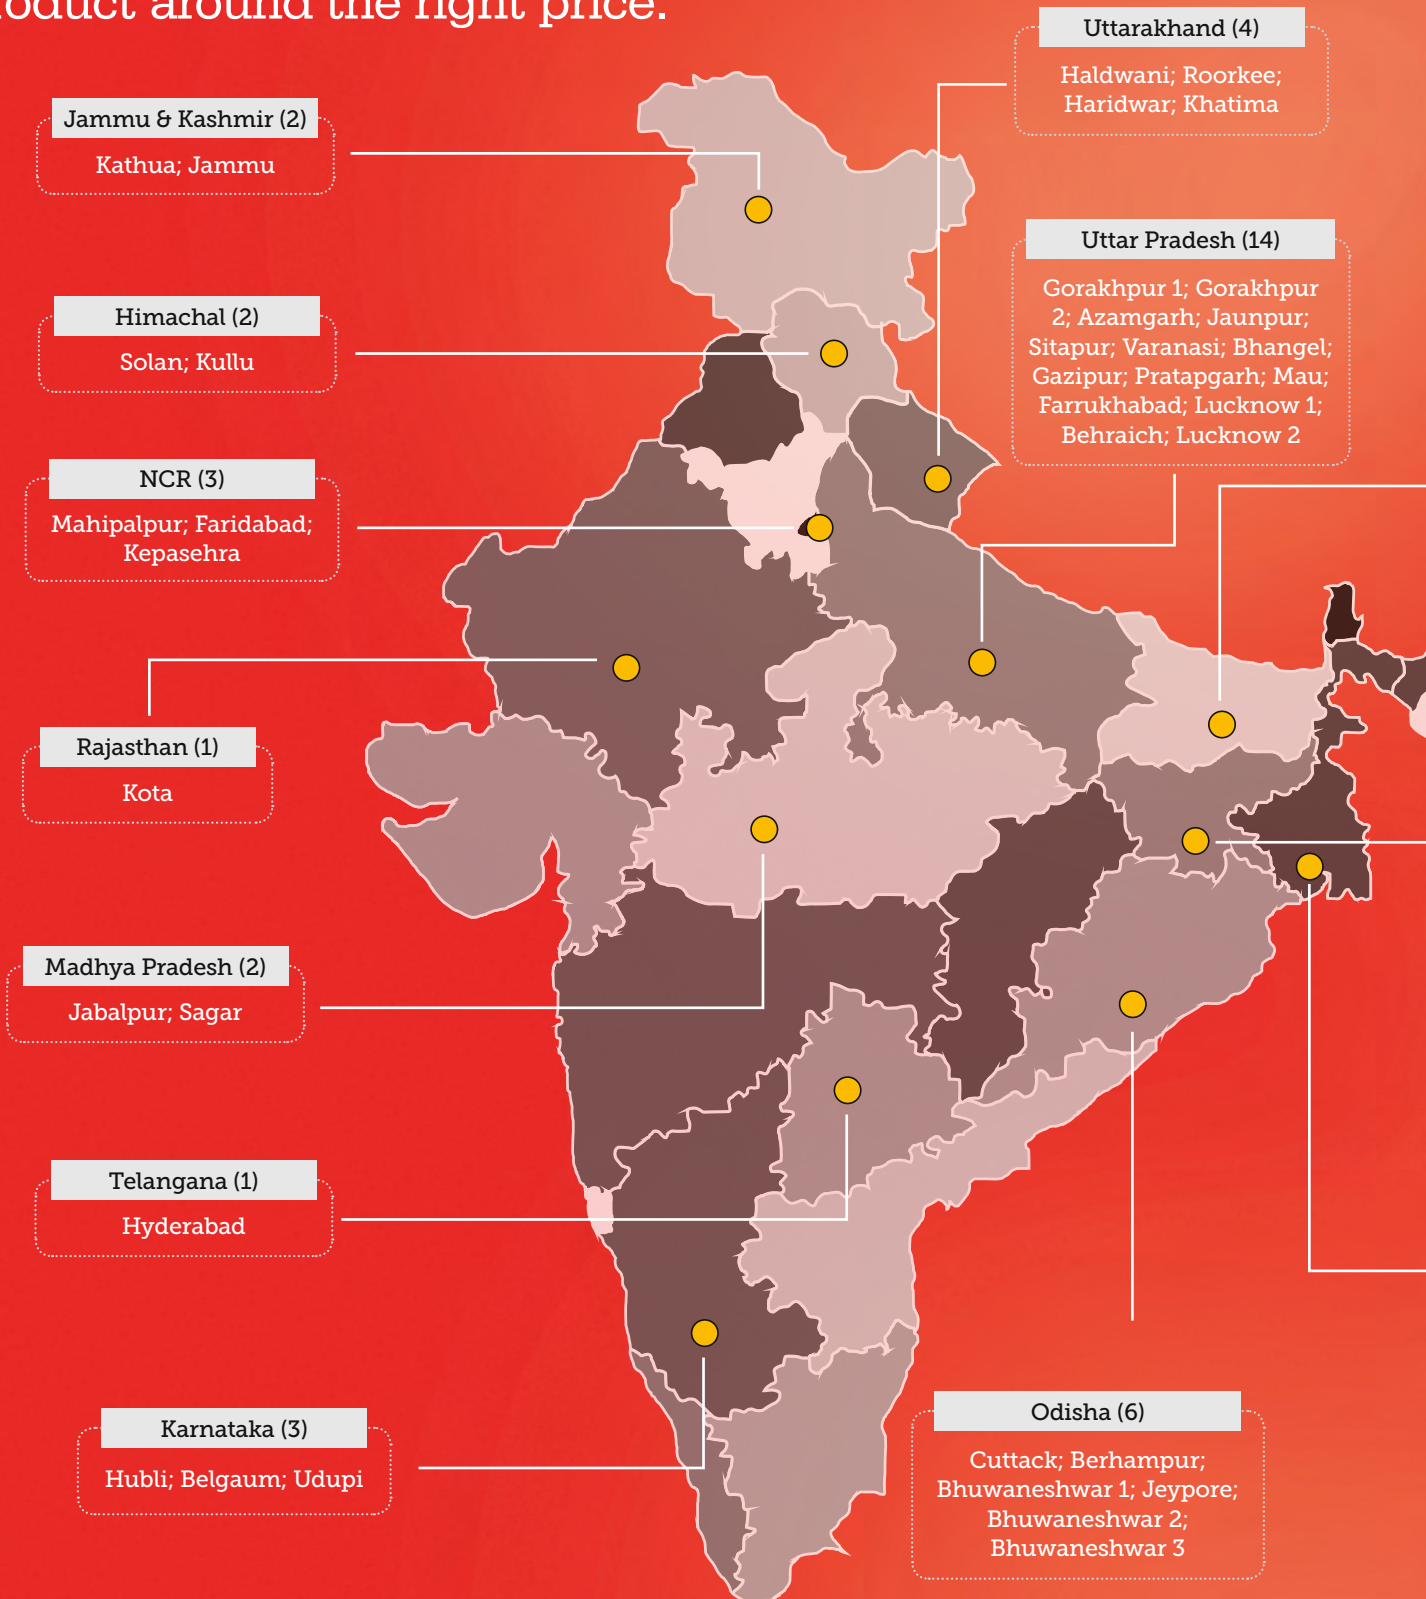 oduct around the right price.
Uttarakhand (4)
Haldwani; Roorkee;
Haridwar; Khatima
Jammu & Kashmir (2)
Kathua; Jammu
Uttar Pradesh (14)
Gorakhpur 1; Gorakhpur
2; Azamgarh; Jaunpur;
Sitapur; Varanasi; Bhangel;
Gazipur; Pratapgarh; Mau;
Farrukhabad; Lucknow 1;
Behraich; Lucknow 2
Himachal (2)
Solan; Kullu
NCR (3)
Mahipalpur; Faridabad;
Kepasehra
Rajasthan (1)
Kota
Madhya Pradesh (2)
Jabalpur; Sagar
Telangana (1)
Hyderabad
Karnataka (3)
Hubli; Belgaum; Udupi
Odisha (6)
Cuttack; Berhampur;
Bhuwaneshwar 1; Jeypore;
Bhuwaneshwar 2;
Bhuwaneshwar 3